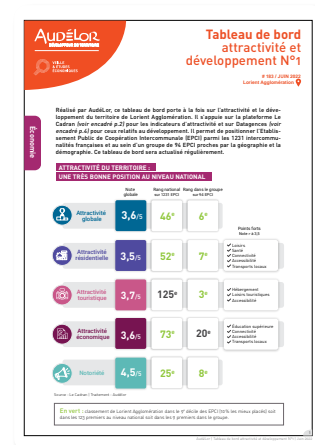 AUDÉLOR
DÉVELOPPEMENT DU TERRITOIRE
VEILLE
& ÉTUDES
ÉCONOMIQUES
Tableau de bord
attractivité et
développement N°1
# 183 / JUIN 2022
Lorient Agglomération
Économie
Réalisé par AudéLor, ce tableau de bord porte à la fois sur l'attractivité et le déve-
loppement du territoire de Lorient Agglomération. Il s'appuie sur la plateforme Le
Cadran (voir encadré p.2) pour les indicateurs d'attractivité et sur Datagences (voir
encadré p.4) pour ceux relatifs au développement. Il permet de positionner l'Etablis-
sement Public de Coopération Intercommunale (EPCI) parmi les 1231 intercommu-
nalités françaises et au sein d'un groupe de 94 EPCI proches par la géographie et la
démographie. Ce tableau de bord sera actualisé régulièrement.
ATTRACTIVITÉ DU TERRITOIRE :
UNE TRÈS BONNE POSITION AU NIVEAU NATIONAL
Note
globale
Rang national
sur 1231 EPCI
Rang dans le groupe
sur 94 EPCI
Attractivité
globale
3,6/5
46e
6e
Points forts
Note > à 3,5
Attractivité
résidentielle
3,5/5
52e
7e
✓ Loisirs
✓ Santé
✓ Connectivité
✓ Accessibilité
✓ Transports locaux
Attractivité
touristique
3,7/5
125e
3e
✓ Hébergement
✓ Loisirs touristiques
✓ Accessibilité
Attractivité
économique
3,6/5
73e
20e
✓ Éducation supérieure
✓ Connectivité
✓ Accessibilité
✓ Transports locaux
Notoriété
4,5/5
25e
8e
Source : Le Cadran / Traitement : Audélor
En vert : classement de Lorient Agglomération dans le 1er décile des EPCI (10% les mieux placés) soit
dans les 123 premiers au niveau national soit dans les 9 premiers dans le groupe.